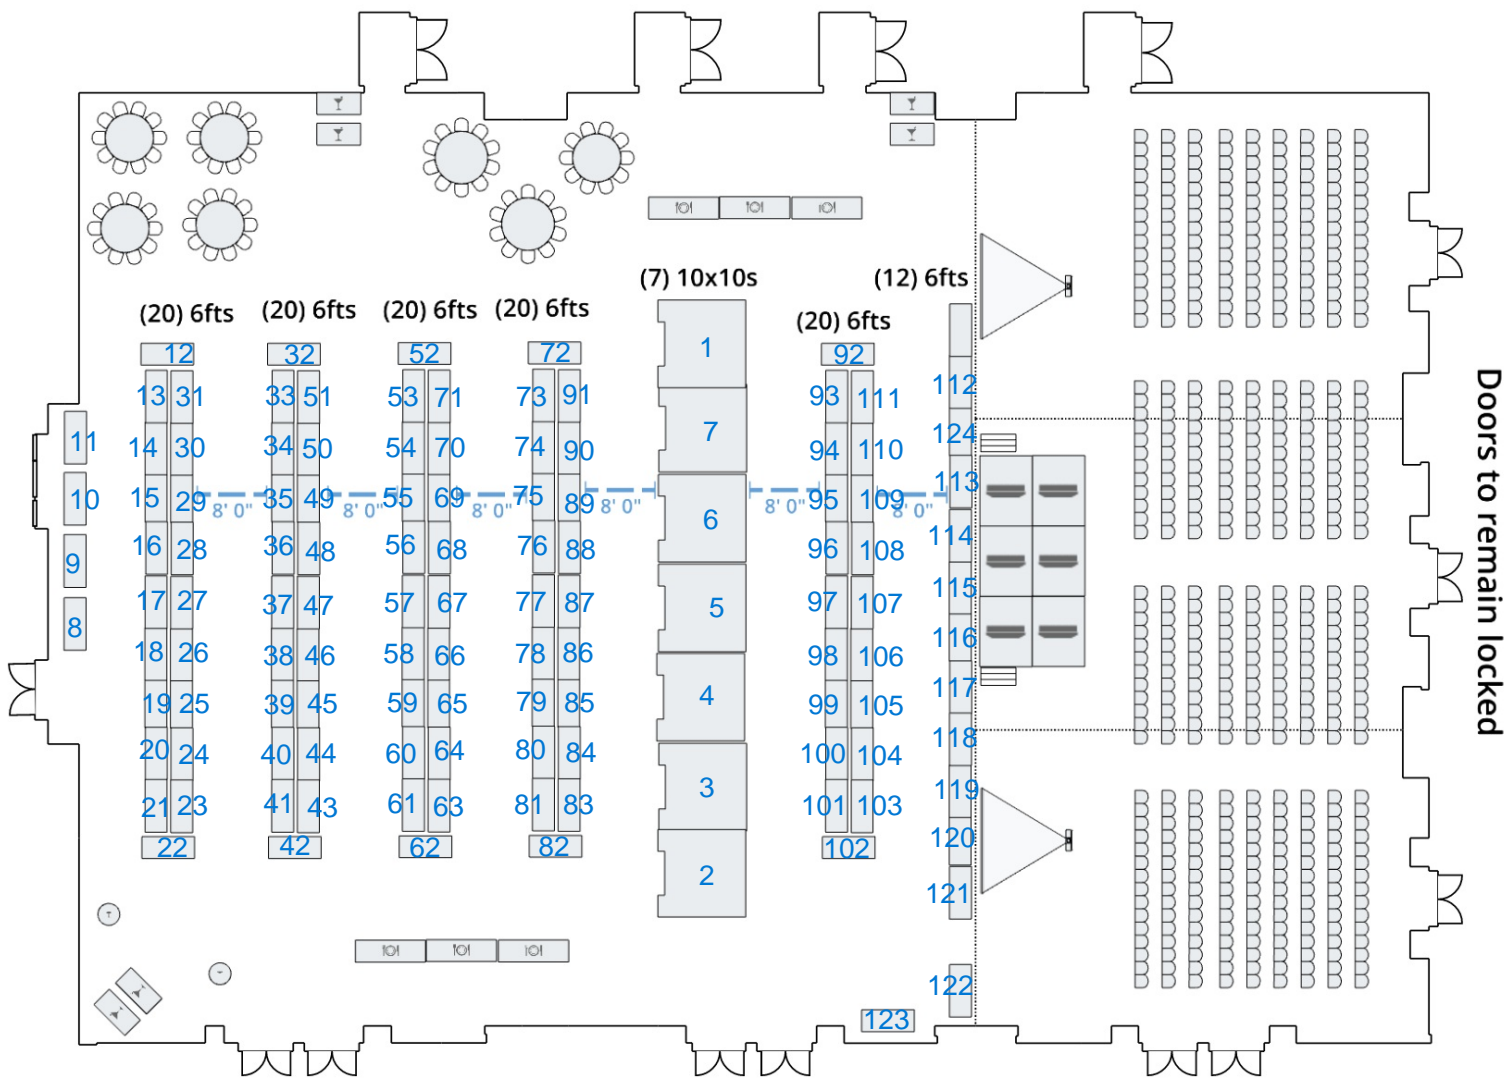 (7) 10x10s
(12) 6fts
(20) 6fts
(20) 6fts
(20) 6fts
(20) 6fts
(20) 6fts
12 32 52 72 1 92
13 31 33 51 53 71 73 91 93 111 112
11 14 30 34 50 54 70 74 90 7 94 110 124
10 15 29 35 49 55 69 75 89 95 109 113
8' 0" 8' 0" 8' 0" 8' 0" 8' 0" 8' 0"
9 16 28 36 48 56 68 76 88 6 96 108 114
8 17 27 37 47 57 67 77 87 5 97 107 115
18 26 38 46 58 66 78 86 98 106 116
19 25 39 45 59 65 79 85 4 99 105 117
20 24 40 44 60 64 80 84 100 104 118
21 23 41 43 61 63 81 83 3 101 103 119
22 42 62 82 2 102 120
121
122
123
Doors to remain locked